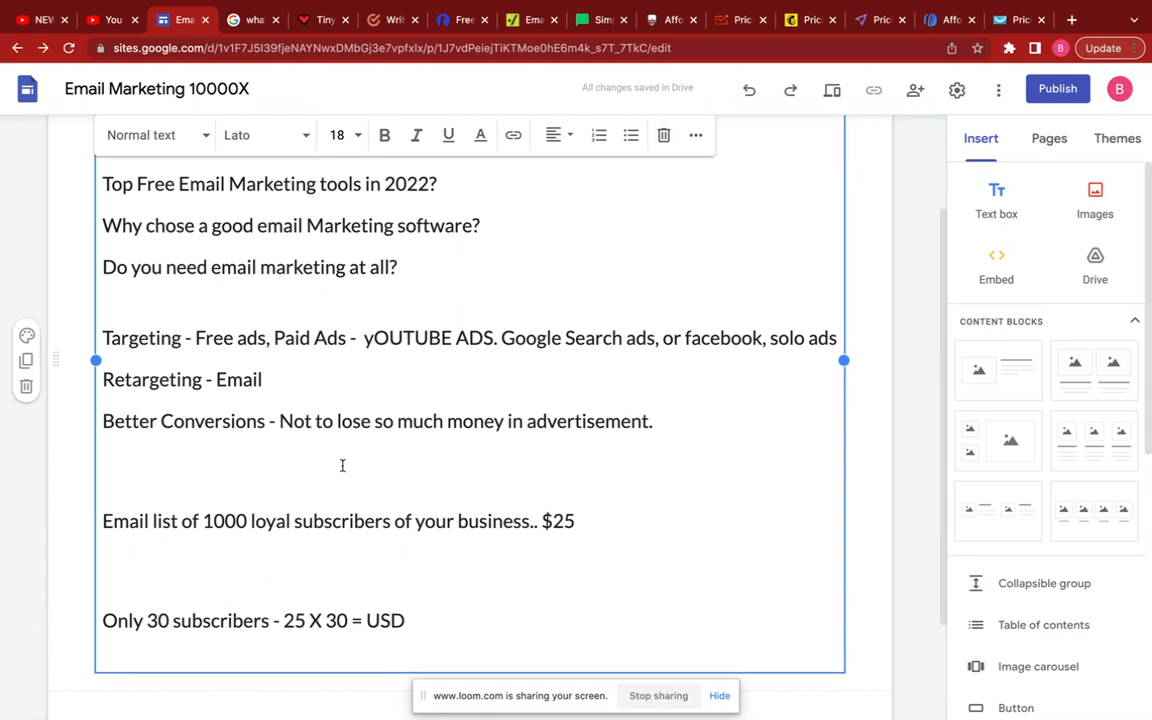 NEW
You
Ema
wha
Tiny
Writ
Free
Ema
Simp
Affo
Pric
Pric
Pric
Affo
Pric
sites.google.com/d/1v1F7J5I39fjeNAYNwxDMbGj3e7vpfxIx/p/1J7vdPeiejTiKTMoe0hE6m4k_s7T_7TkC/edit
B
Update
Email Marketing 10000X
All changes saved in Drive
Publish
B
Normal text
Lato
18
B
I
U
A
Insert
Pages
Themes
Top Free Email Marketing tools in 2022?
Why chose a good email Marketing software?
Do you need email marketing at all?
Targeting - Free ads, Paid Ads - yOUTUBE ADS. Google Search ads, or facebook, solo ads
Retargeting - Email
Better Conversions - Not to lose so much money in advertisement.
Email list of 1000 loyal subscribers of your business.. $25
Only 30 subscribers - 25 X 30 = USD
Tт
Text box
Images
Embed
Drive
CONTENT BLOCKS
Collapsible group
Table of contents
Image carousel
Button
www.loom.com is sharing your screen.
Stop sharing
Hide